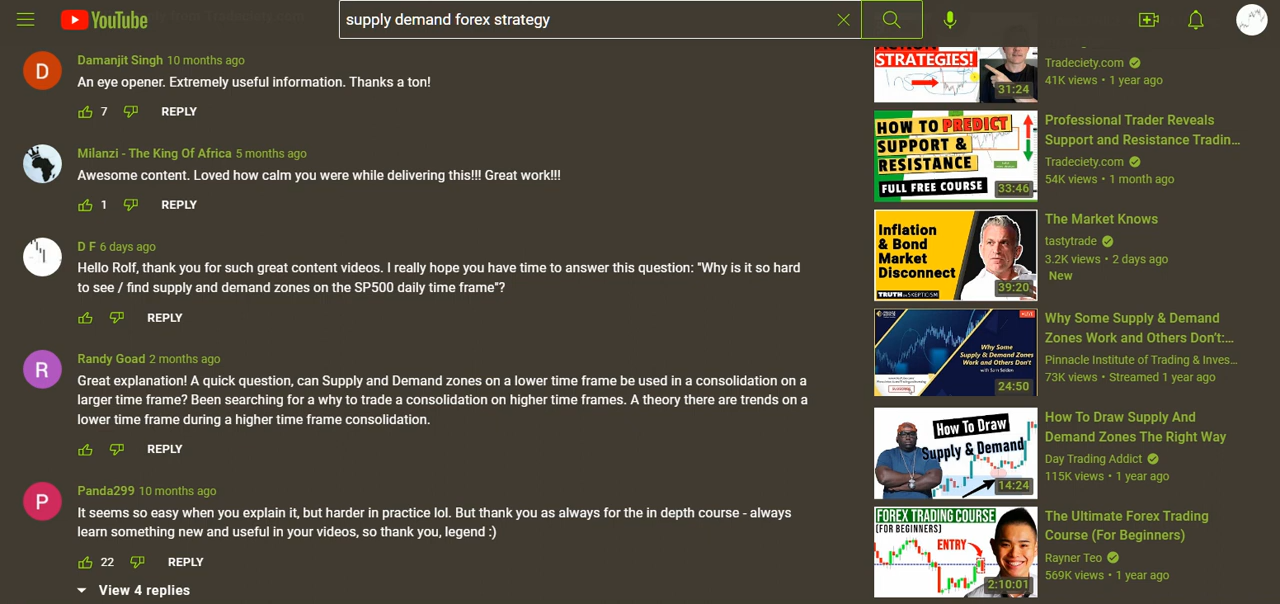 YouTube
supply demand forex strategy
D
Damanjit Singh 10 months ago
An eye opener. Extremely useful information. Thanks a ton!
7 REPLY
Milanzi - The King Of Africa 5 months ago
Awesome content. Loved how calm you were while delivering this!!! Great work!!!
1 REPLY
D F 6 days ago
Hello Rolf, thank you for such great content videos. I really hope you have time to answer this question: "Why is it so hard
to see / find supply and demand zones on the SP500 daily time frame"?
REPLY
R
Randy Goad 2 months ago
Great explanation! A quick question, can Supply and Demand zones on a lower time frame be used in a consolidation on a
larger time frame? Been searching for a why to trade a consolidation on higher time frames. A theory there are trends on a
lower time frame during a higher time frame consolidation.
REPLY
P
Panda299 10 months ago
It seems so easy when you explain it, but harder in practice lol. But thank you as always for the in depth course - always
learn something new and useful in your videos, so thank you, legend :)
22 REPLY
View 4 replies
ACTION
STRATEGIES!
31:24
Tradeciety.com
41K views • 1 year ago
HOW TO PREDICT
SUPPORT &
RESISTANCE
FULL FREE COURSE
33:46
Professional Trader Reveals
Support and Resistance Tradin...
Tradeciety.com
54K views • 1 month ago
Inflation
& Bond
Market
Disconnect
39:20
The Market Knows
tastytrade
3.2K views • 2 days ago
New
Why Some
Supply & Demand Zones
Work and Others Don't
with Sam Seiden
24:50
Why Some Supply & Demand
Zones Work and Others Don't:...
Pinnacle Institute of Trading & Inves...
73K views • Streamed 1 year ago
How To Draw
Supply & Demand
14:24
How To Draw Supply And
Demand Zones The Right Way
Day Trading Addict
115K views • 1 year ago
FOREX TRADING COURSE
(FOR BEGINNERS)
ENTRY
2:10:01
The Ultimate Forex Trading
Course (For Beginners)
Rayner Teo
569K views • 1 year ago